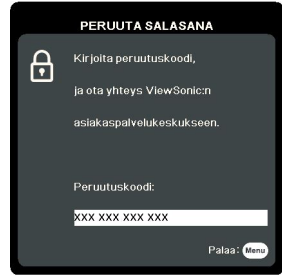 PERUUTA SALASANA
Kirjoita peruutuskoodi,
ja ota yhteys ViewSonic:n
asiakaspalvelukeskukseen.
Peruutuskoodi:
XXX XXX XXX XXX
Palaa: Menu